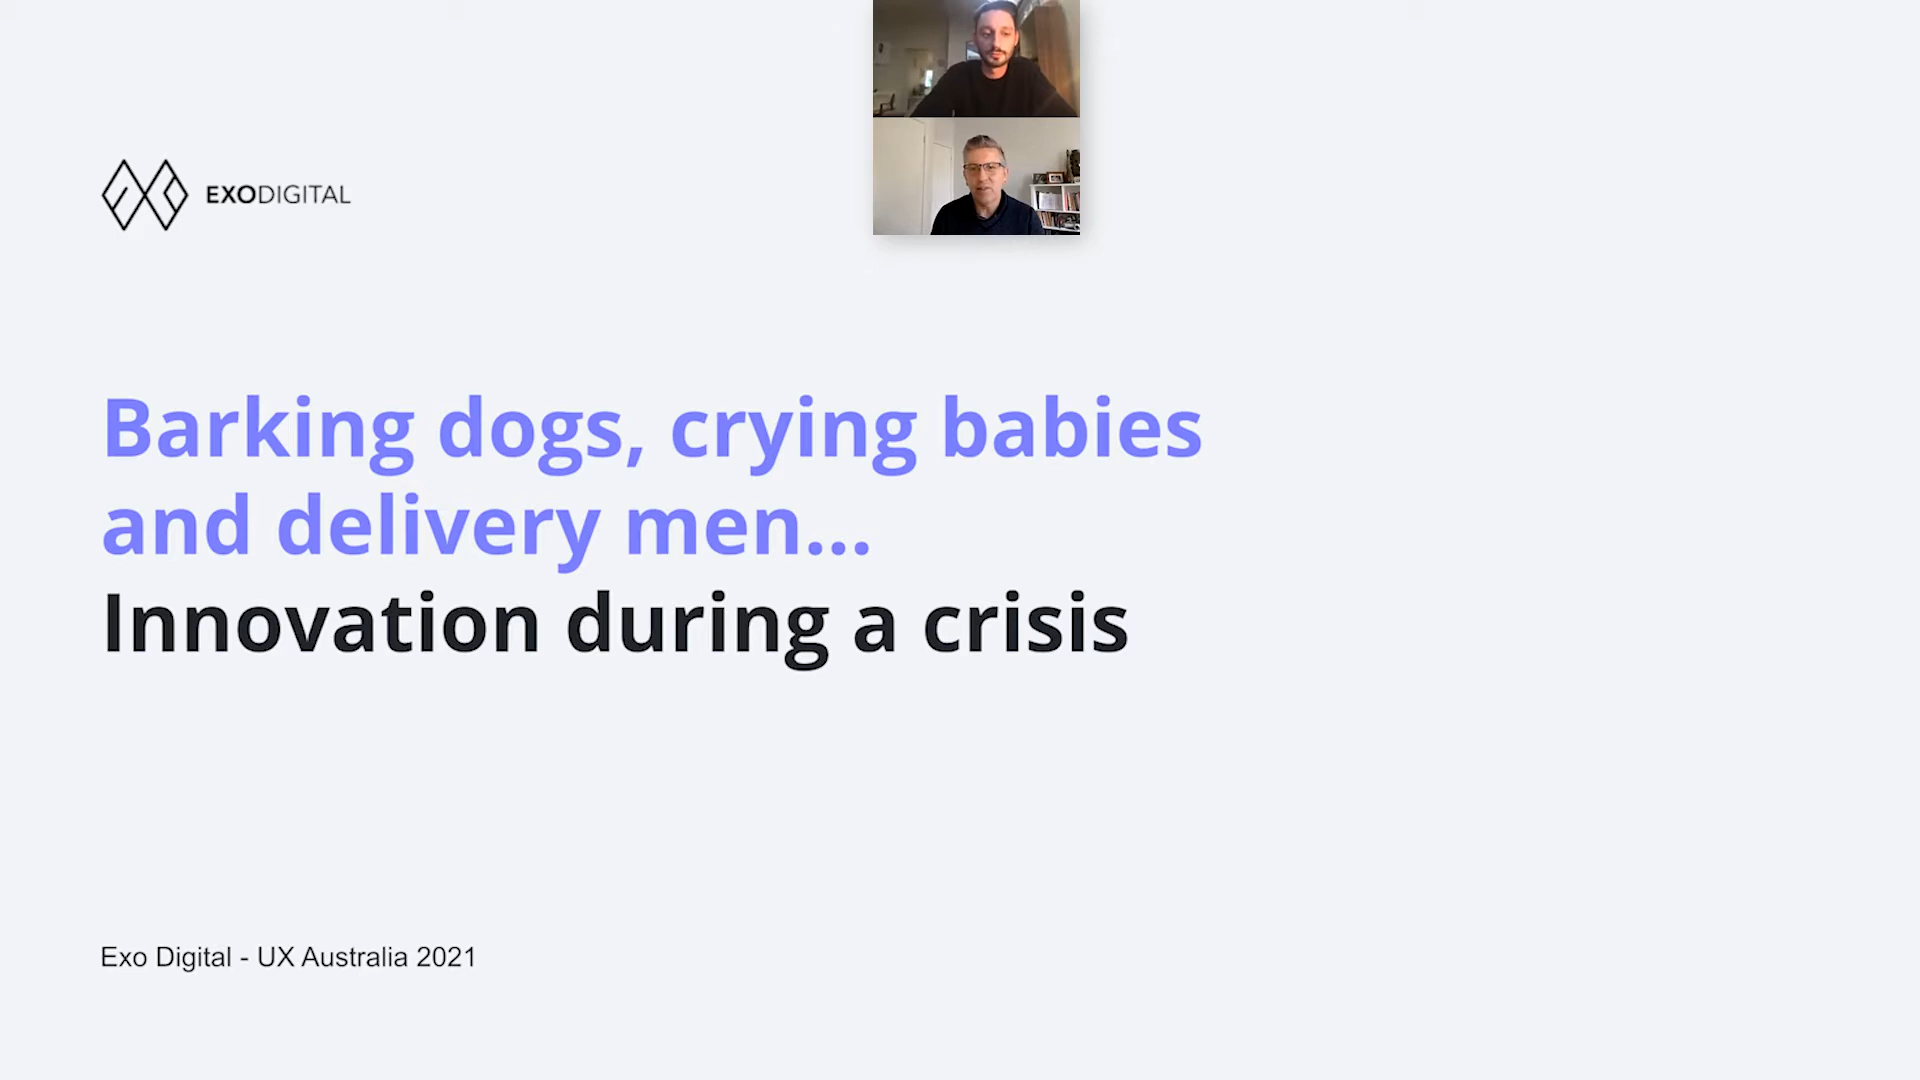 EXODIGITAL
Barking dogs, crying babies
and delivery men...
Innovation during a crisis
Exo Digital - UX Australia 2021